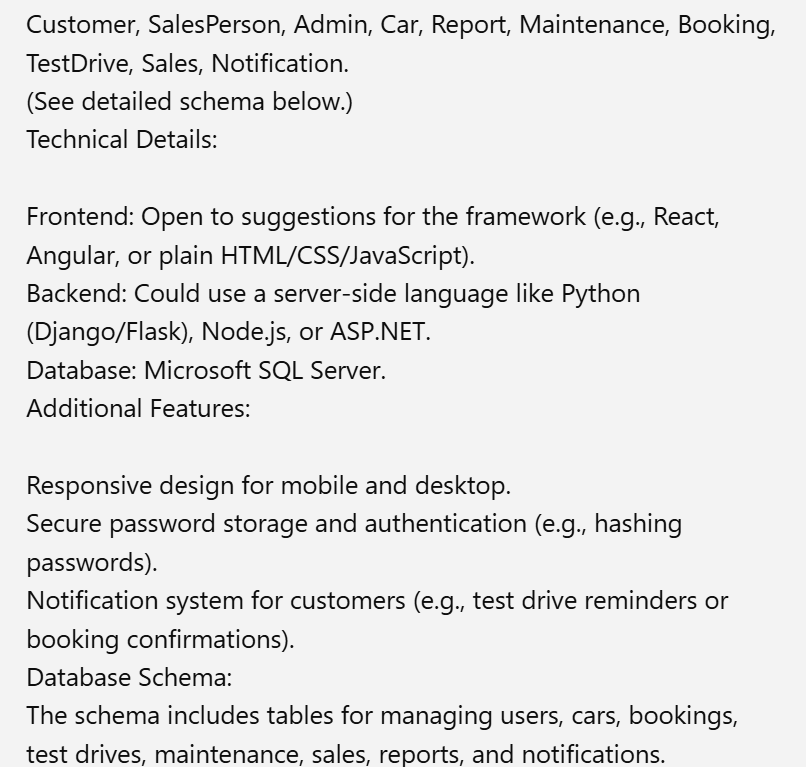 Customer, SalesPerson, Admin, Car, Report, Maintenance, Booking,
TestDrive, Sales, Notification.
(See detailed schema below.)
Technical Details:
Frontend: Open to suggestions for the framework (e.g., React,
Angular, or plain HTML/CSS/JavaScript).
Backend: Could use a server-side language like Python
(Django/Flask), Node.js, or ASP.NET.
Database: Microsoft SQL Server.
Additional Features:
Responsive design for mobile and desktop.
Secure password storage and authentication (e.g., hashing
passwords).
Notification system for customers (e.g., test drive reminders or
booking confirmations).
Database Schema:
The schema includes tables for managing users, cars, bookings,
test drives, maintenance, sales, reports, and notifications.